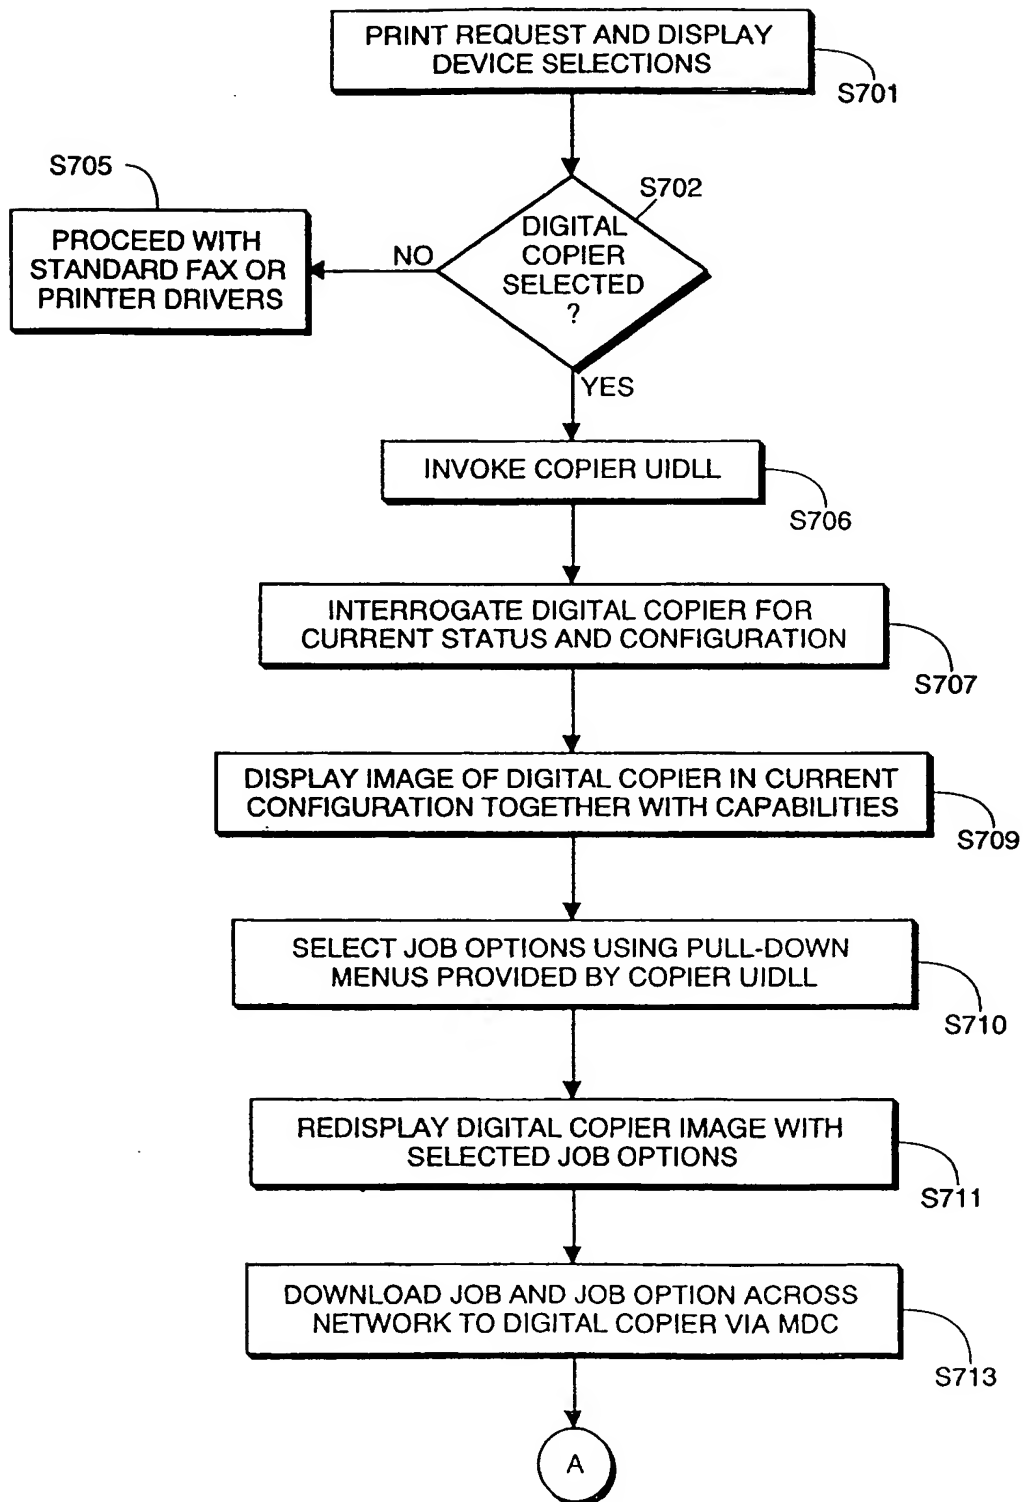 PRINT REQUEST AND DISPLAY
DEVICE SELECTIONS
S701
S705
S702
PROCEED WITH
STANDARD FAX OR
PRINTER DRIVERS
NO
DIGITAL
COPIER
SELECTED
?
YES
INVOKE COPIER UIDLL
S706
INTERROGATE DIGITAL COPIER FOR
CURRENT STATUS AND CONFIGURATION
S707
DISPLAY IMAGE OF DIGITAL COPIER IN CURRENT
CONFIGURATION TOGETHER WITH CAPABILITIES
S709
SELECT JOB OPTIONS USING PULL-DOWN
MENUS PROVIDED BY COPIER UIDLL
S710
REDISPLAY DIGITAL COPIER IMAGE WITH
SELECTED JOB OPTIONS
S711
DOWNLOAD JOB AND JOB OPTION ACROSS
NETWORK TO DIGITAL COPIER VIA MDC
S713
A